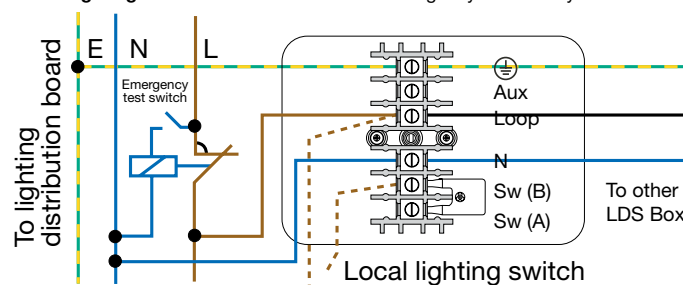 E N L
To lighting
distribution board
Emergency
test switch
Aux
Loop
N
Sw (B)
Sw (A)
To other
LDS Box
Local lighting switch